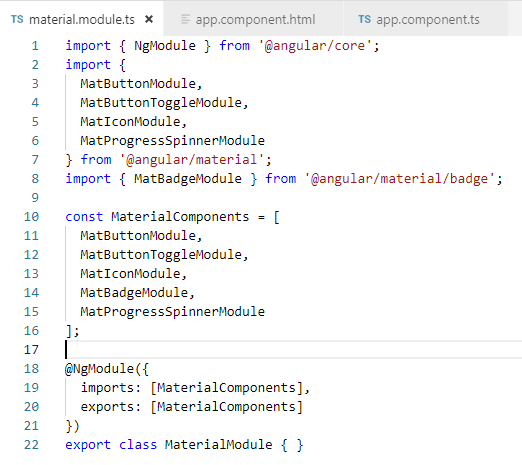 TS material.module.ts × app.component.html TS app.component.ts
1 import { NgModule } from '@angular/core';
2 import {
3 MatButtonModule,
4 MatButtonToggleModule,
5 MatIconModule,
6 MatProgressSpinnerModule
7 } from '@angular/material';
8 import { MatBadgeModule } from '@angular/material/badge';
9
10 const MaterialComponents = [
11 MatButtonModule,
12 MatButtonToggleModule,
13 MatIconModule,
14 MatBadgeModule,
15 MatProgressSpinnerModule
16 ];
17
18 @NgModule({
19 imports: [MaterialComponents],
20 exports: [MaterialComponents]
21 })
22 export class MaterialModule { }